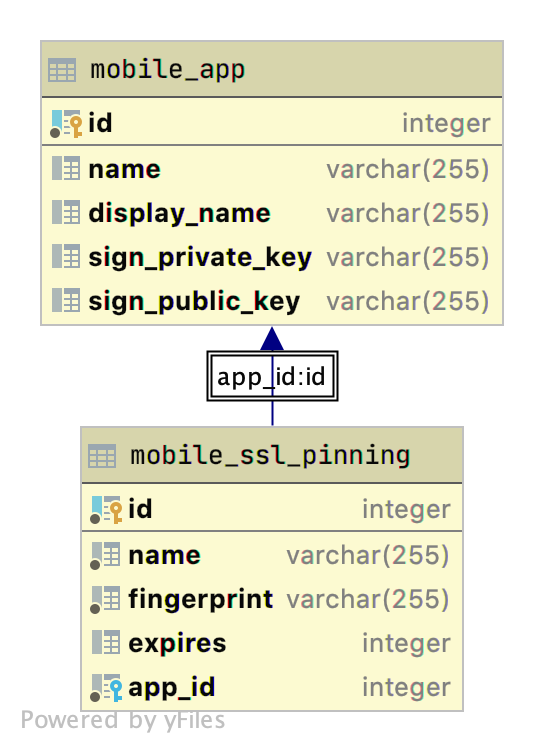 mobile_app
id integer
name varchar(255)
display_name varchar(255)
sign_private_key varchar(255)
sign_public_key varchar(255)
app_id:id
mobile_ssl_pinning
id integer
name varchar(255)
fingerprint varchar(255)
expires integer
app_id integer
Powered by yFiles